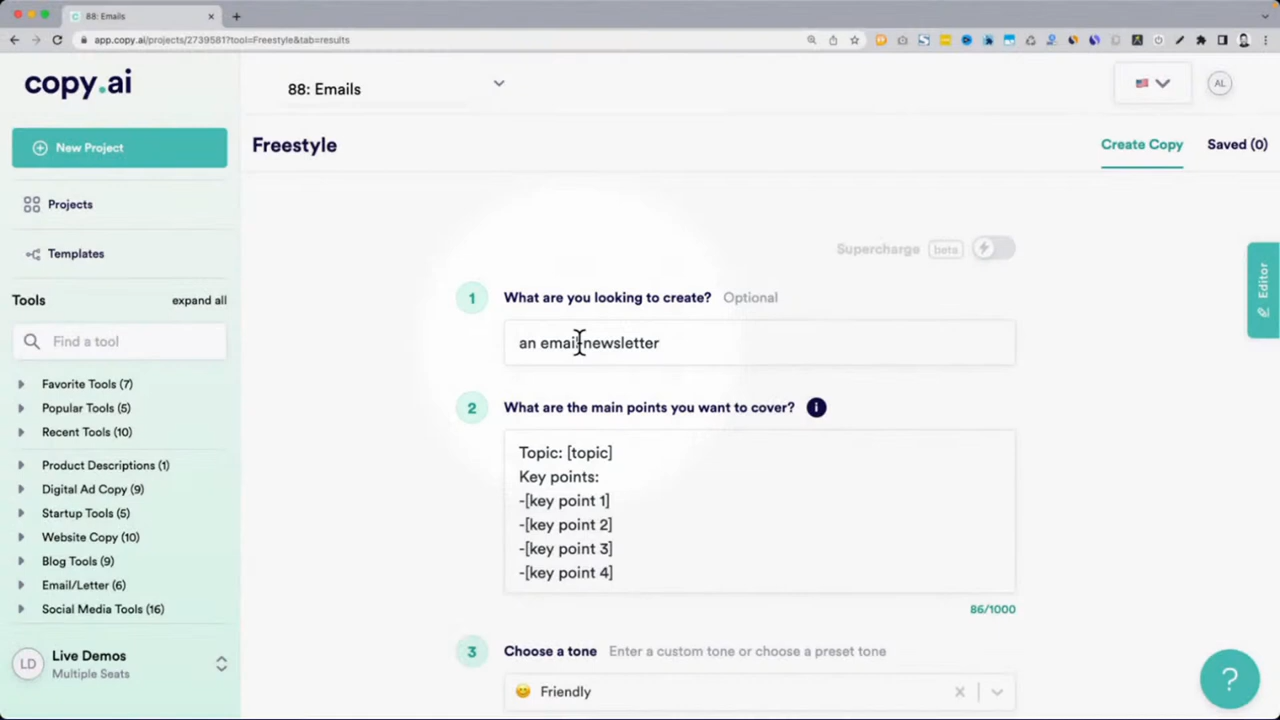 88: Emails
app.copy.ai/projects/2739581?tool=Freestyle&tab=results
copy.ai
88: Emails
AL
New Project
Freestyle
Create Copy
Saved (0)
Projects
Templates
Supercharge beta
Tools
expand all
1 What are you looking to create? Optional
Find a tool
an email newsletter
Favorite Tools (7)
Popular Tools (5)
Recent Tools (10)
2 What are the main points you want to cover? i
Topic: [topic]
Key points:
-[key point 1]
-[key point 2]
-[key point 3]
-[key point 4]
Product Descriptions (1)
Digital Ad Copy (9)
Startup Tools (5)
Website Copy (10)
Blog Tools (9)
Email/Letter (6)
Social Media Tools (16)
86/1000
Editor
3 Choose a tone Enter a custom tone or choose a preset tone
Friendly
LD
Live Demos
Multiple Seats
?